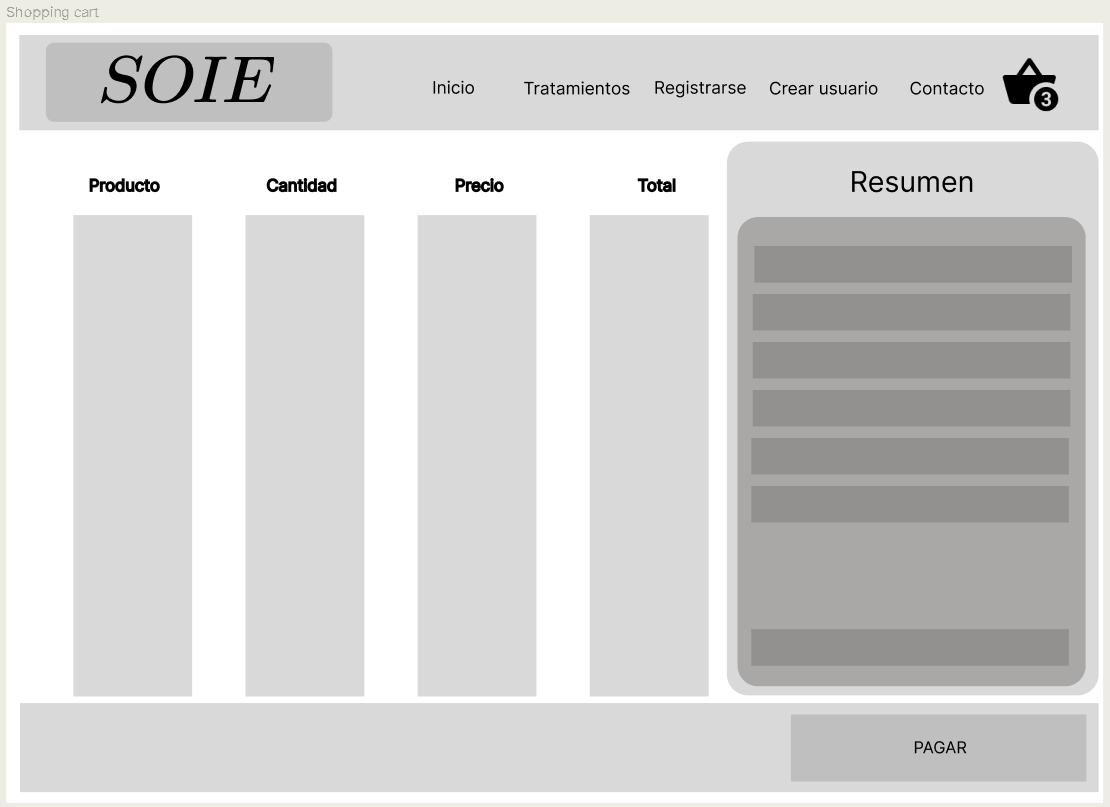 Shopping cart
SOIE
Inicio Tratamientos Registrarse Crear usuario Contacto 3
Producto Cantidad Precio Total
Resumen
PAGAR